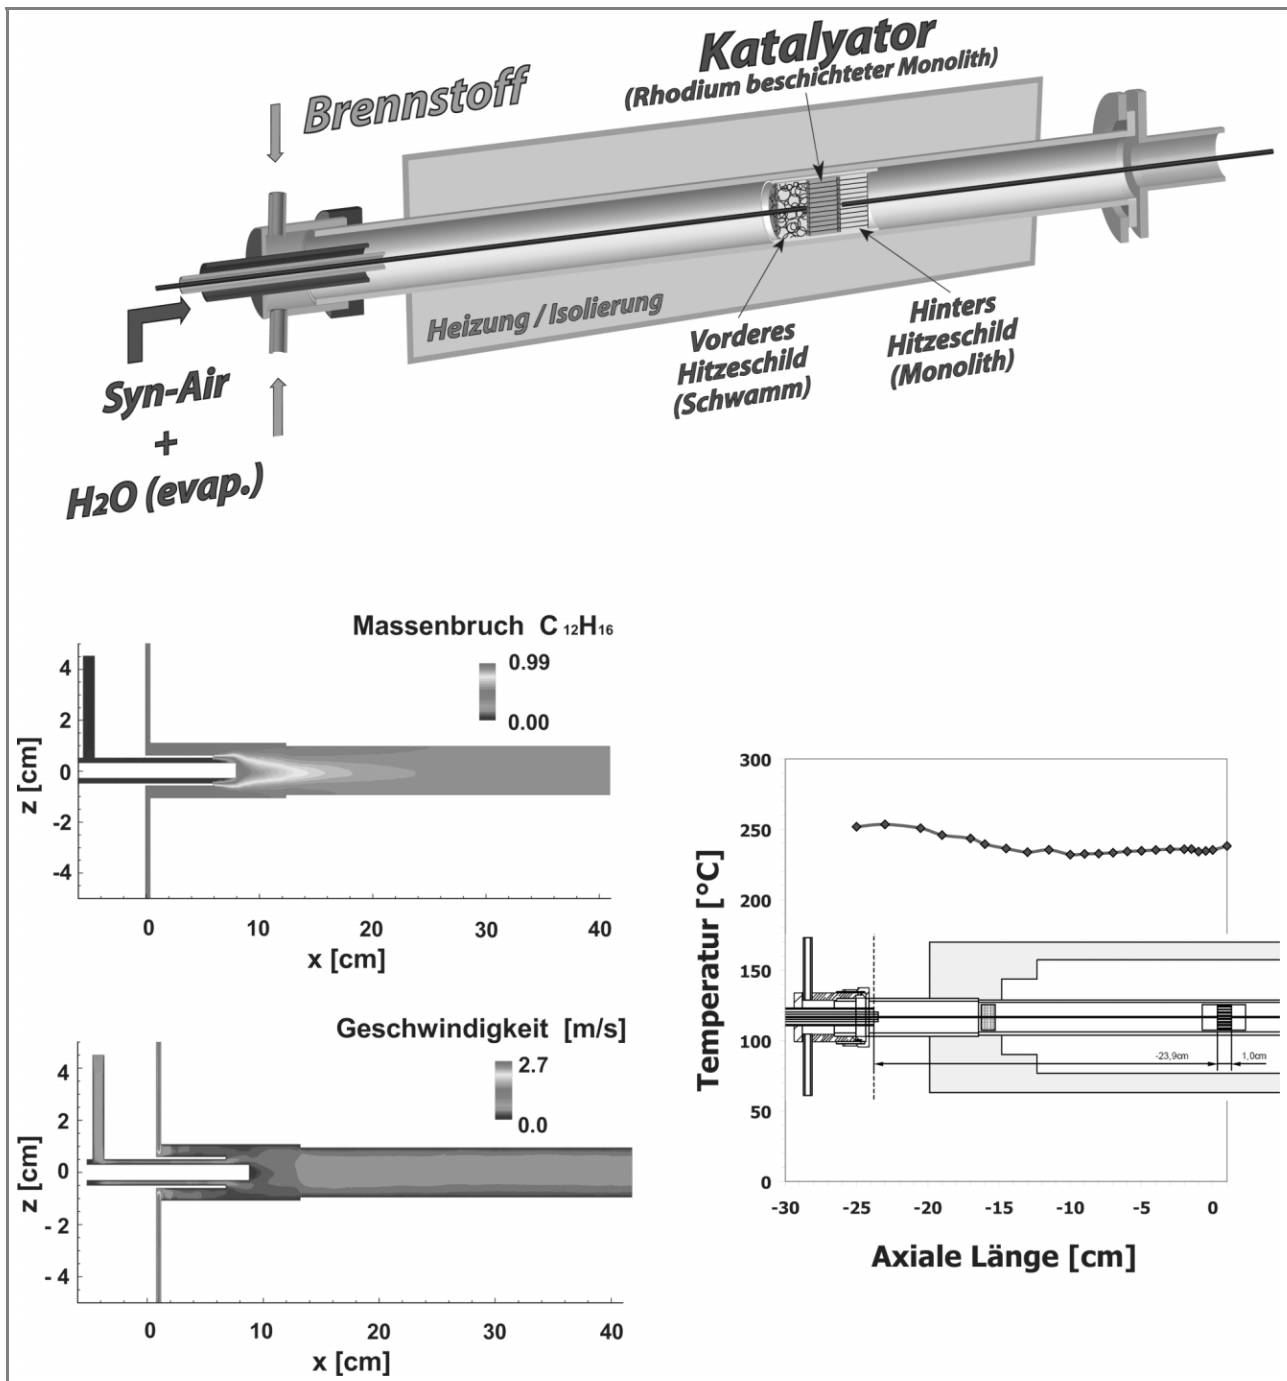 Katalyator
(Rhodium beschichteter Monolith)
Brennstoff
Heizung / Isolierung
Vorderes
Hitzeschild
(Schwamm)
Hinters
Hitzeschild
(Monolith)
Syn-Air
+
H2O (evap.)
Massenbruch C 12H16
0.99
0.00
z [cm]
4
2
0
-2
-4
0
10
20
30
40
x [cm]
Geschwindigkeit [m/s]
2.7
0.0
z [cm]
4
2
0
- 2
- 4
0
10
20
30
40
x [cm]
Temperatur [°C]
300
250
200
150
100
50
0
-23,9cm
1,0cm
-30
-25
-20
-15
-10
-5
0
Axiale Länge [cm]